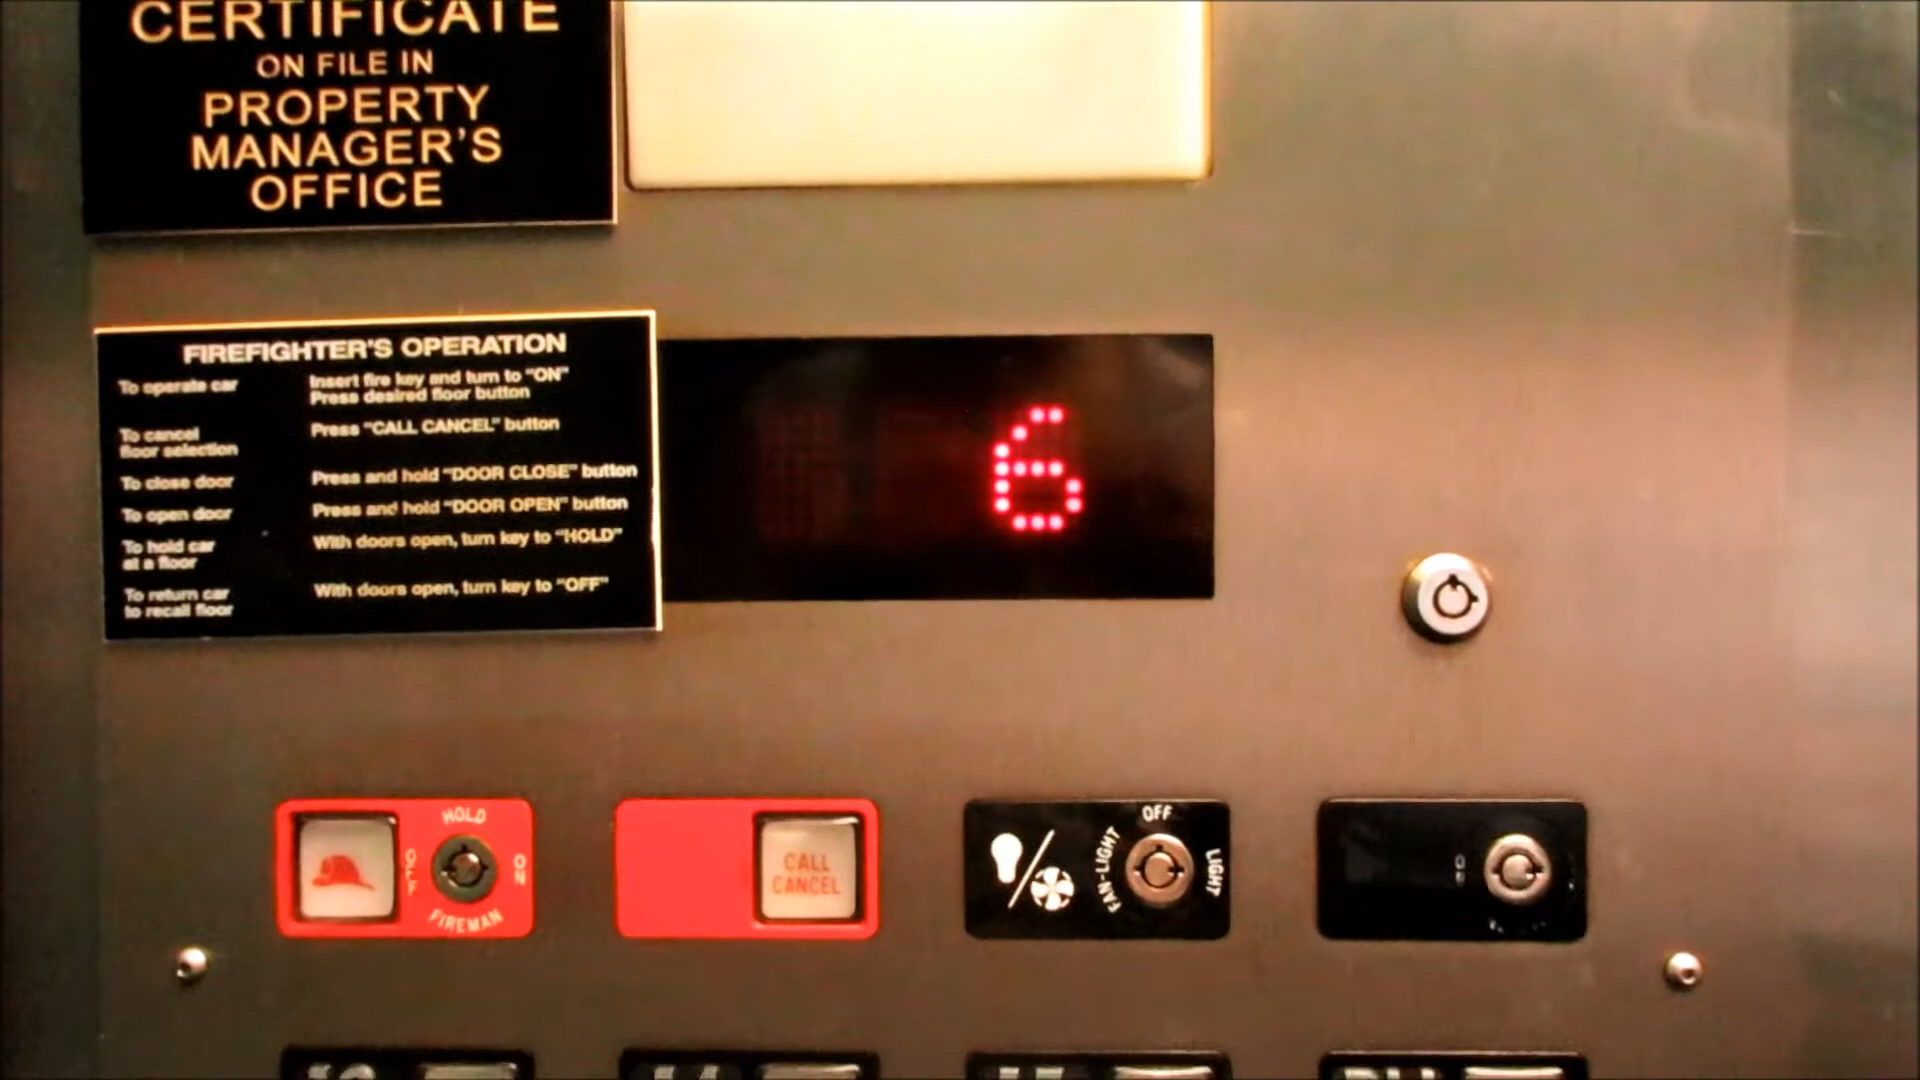 CERTIFICATE
ON FILE IN
PROPERTY
MANAGER'S
OFFICE
FIREFIGHTER'S OPERATION
To operate car Insert fire key and turn to "ON"
Press desired floor button
To cancel
floor selection Press "CALL CANCEL" button
To close door Press and hold "DOOR CLOSE" button
To open door Press and hold "DOOR OPEN" button
To hold car
at a floor With doors open, turn key to "HOLD"
To return car
to recall floor With doors open, turn key to "OFF"
6
HOLD
OFF
ON
FIREMAN
CALL
CANCEL
OFF
FAN-LIGHT
LIGHT